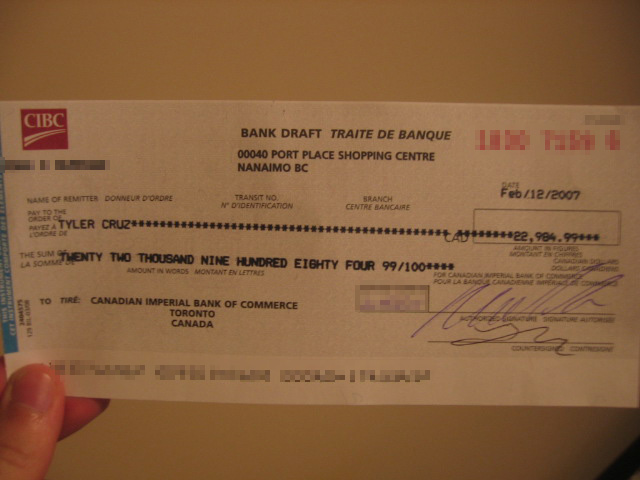 CIBC
BANK DRAFT TRAITE DE BANQUE
00040 PORT PLACE SHOPPING CENTRE
NANAIMO BC
DATE
Feb/12/2007
NAME OF REMITTER DONNEUR D'ORDRE
TRANSIT NO.
N° D'IDENTIFICATION
BRANCH
CENTRE BANCAIRE
PAY TO THE
ORDER OF
PAYEZ À
L'ORDRE DE
TYLER CRUZ
CAD
22,984.99***
AMOUNT IN FIGURES
MONTANT EN CHIFFRES
THE SUM OF
LA SOMME DE
TWENTY TWO THOUSAND NINE HUNDRED EIGHTY FOUR 99/100****
AMOUNT IN WORDS MONTANT EN LETTRES
CANADIAN DOLLARS
DOLLARS CANADIENS
FOR CANADIAN IMPERIAL BANK OF COMMERCE
POUR LA BANQUE CANADIENNE IMPÉRIALE DE COMMERCE
TO TIRÉ: CANADIAN IMPERIAL BANK OF COMMERCE
TORONTO
CANADA
AUTHORIZED SIGNATURE SIGNATURE AUTORISÉE
COUNTERSIGNED CONTRESIGNÉ